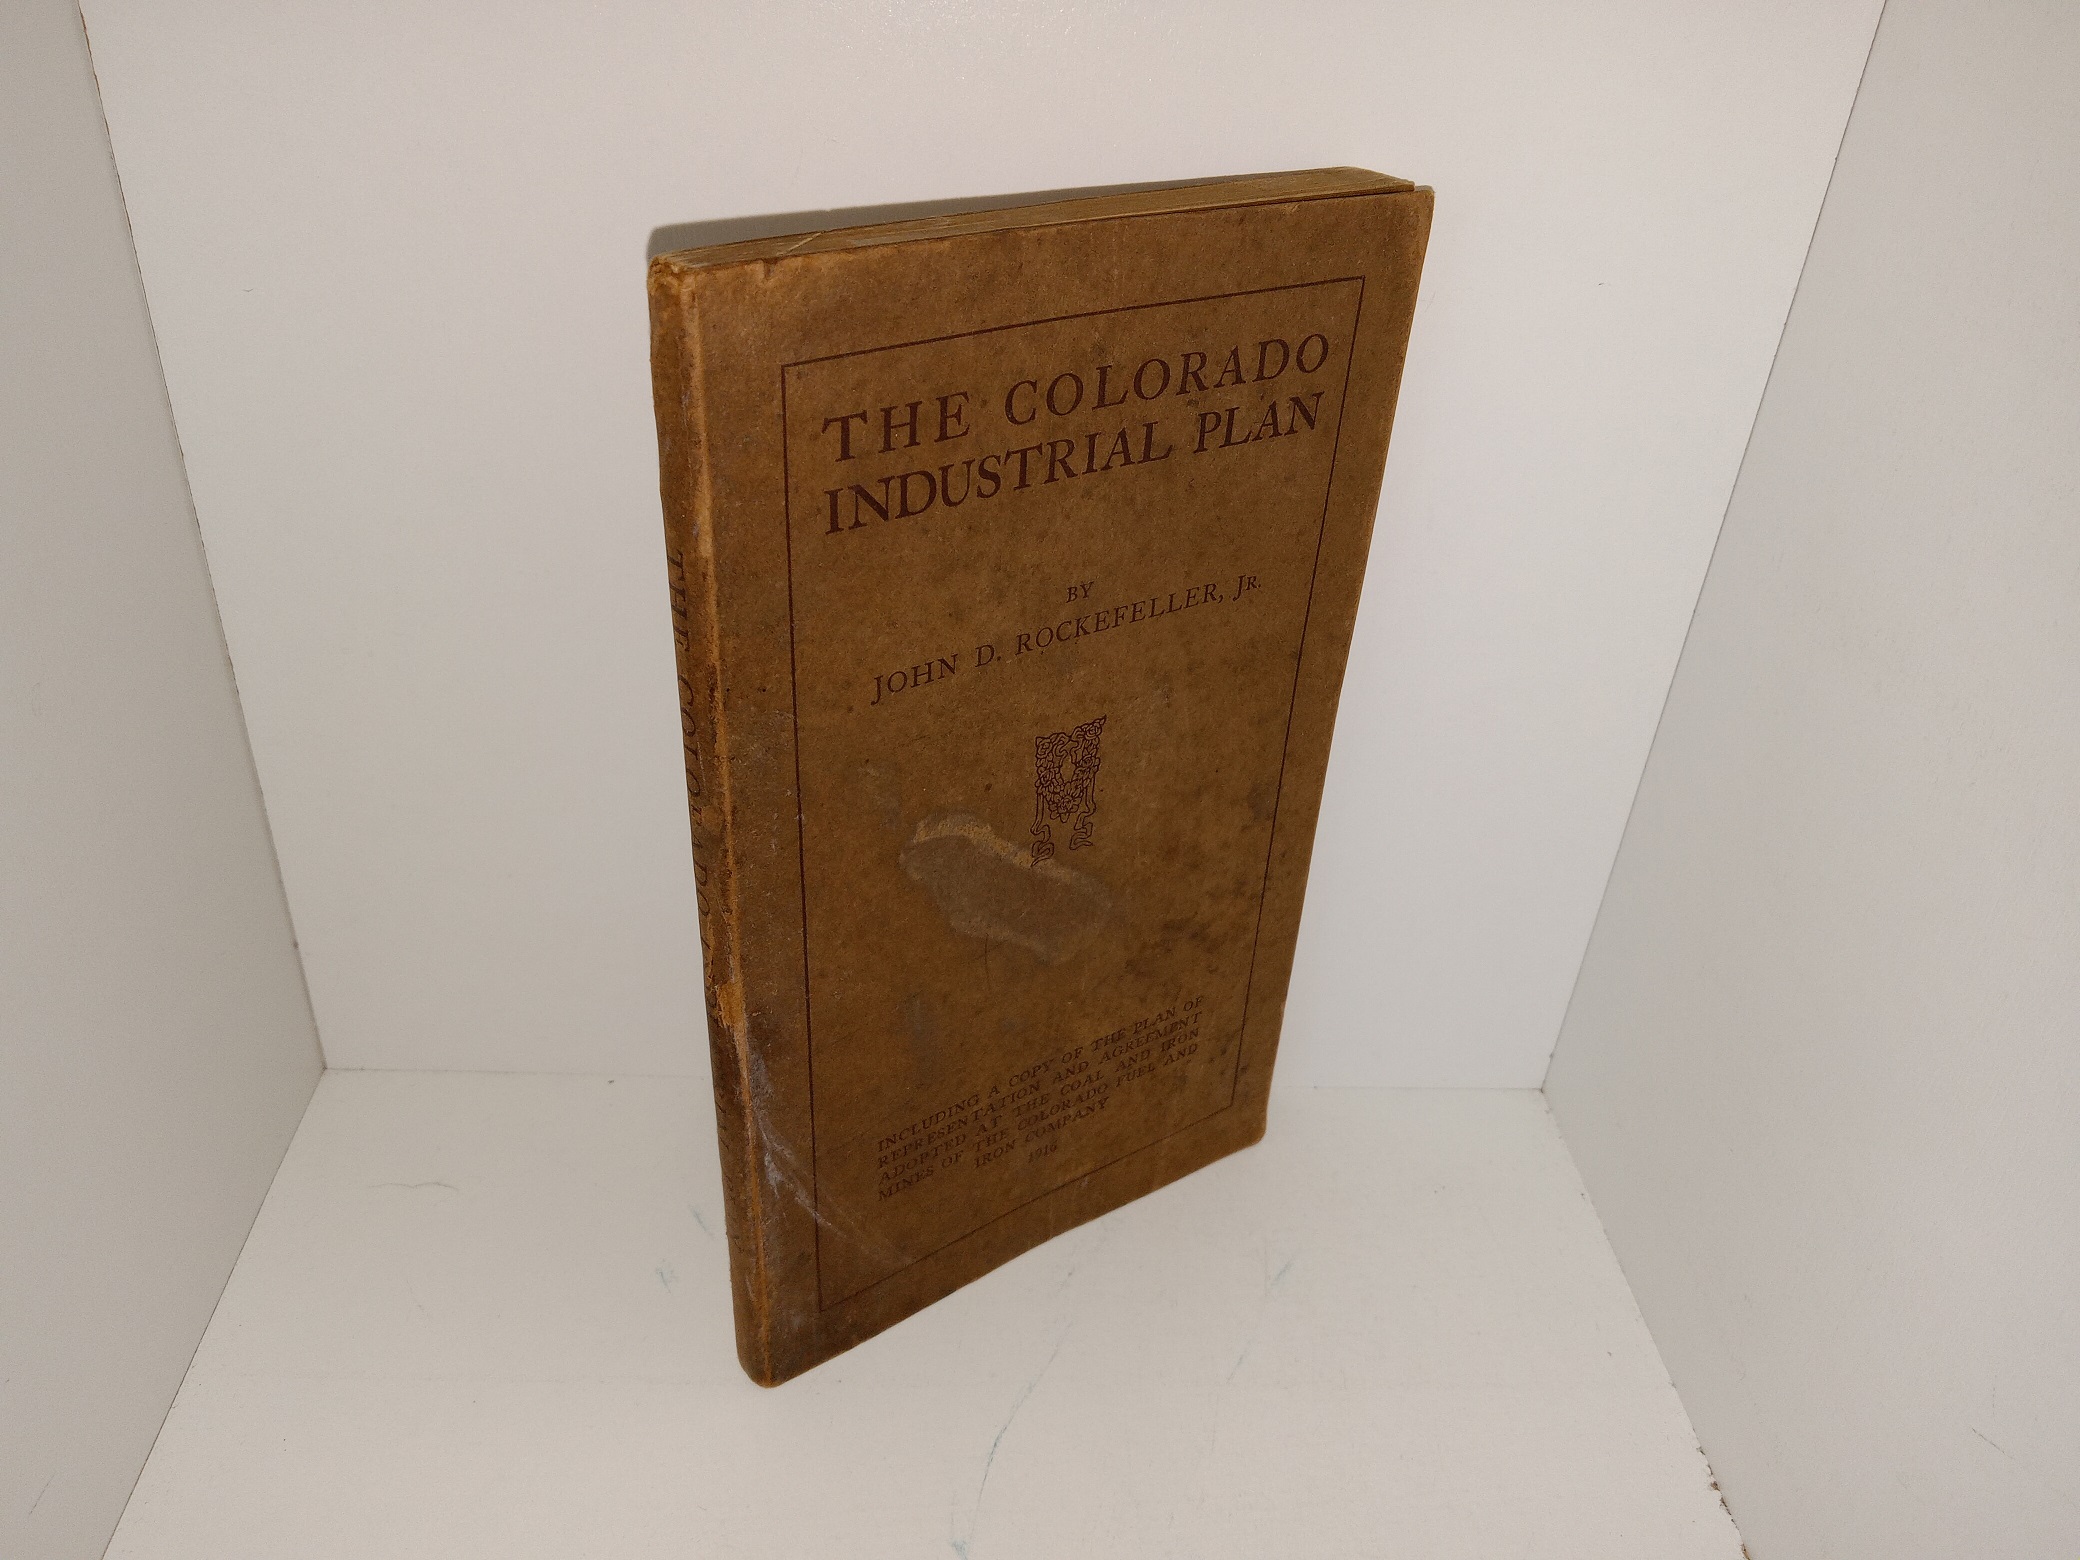 THE COLORADO
INDUSTRIAL PLAN
BY
JOHN D. ROCKEFELLER, JR.
INCLUDING A COPY OF THE PLAN OF
REPRESENTATION AND AGREEMENT
ADOPTED AT THE COAL AND IRON
MINES OF THE COLORADO FUEL AND
IRON COMPANY
1916
THE COLORADO